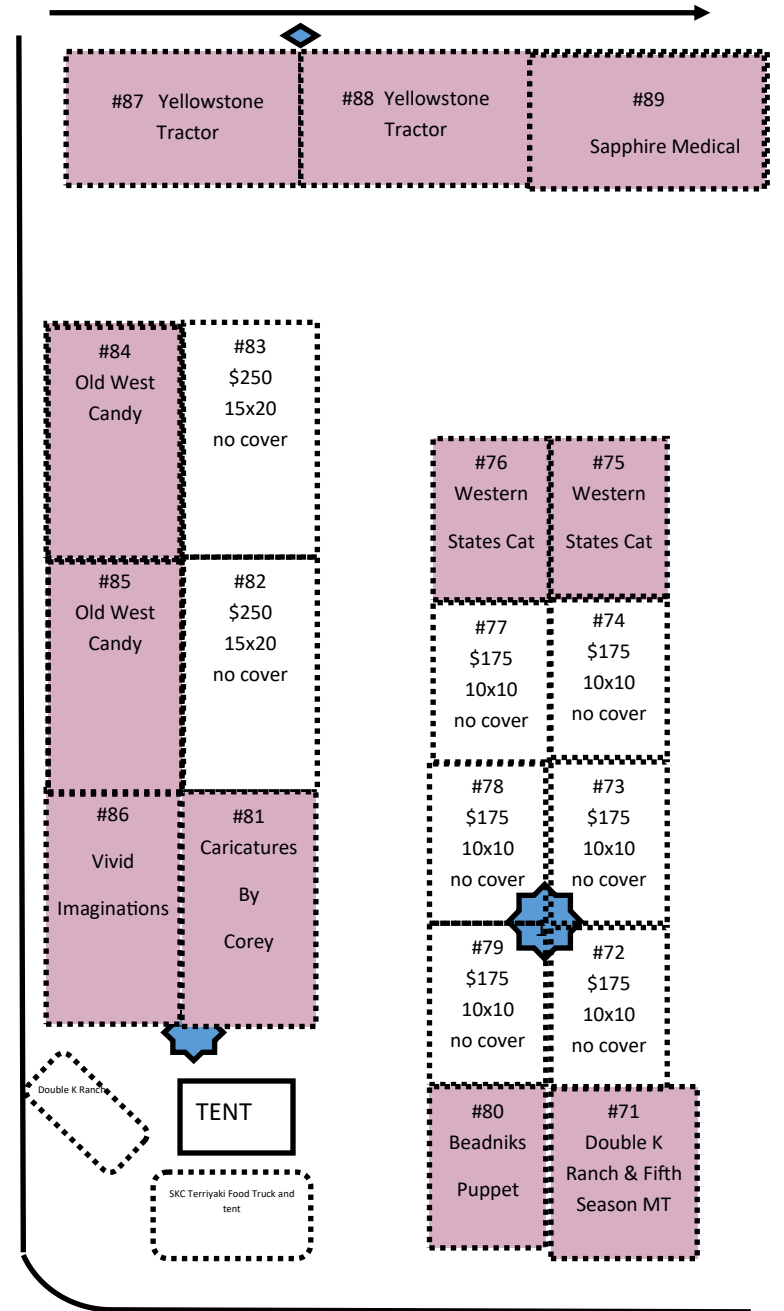 #87 Yellowstone
Tractor
#88 Yellowstone
Tractor
#89
Sapphire Medical
#84
Old West
Candy
#83
$250
15x20
no cover
#76
Western
States Cat
#75
Western
States Cat
#85
Old West
Candy
#82
$250
15x20
no cover
#77
$175
10x10
no cover
#74
$175
10x10
no cover
#86
Vivid
Imaginations
#81
Caricatures
By
Corey
#78
$175
10x10
no cover
#73
$175
10x10
no cover
1
#79
$175
10x10
no cover
#72
$175
10x10
no cover
Double K Ranch
TENT
SKC Terriyaki Food Truck and
tent
#80
Beadniks
Puppet
#71
Double K
Ranch & Fifth
Season MT